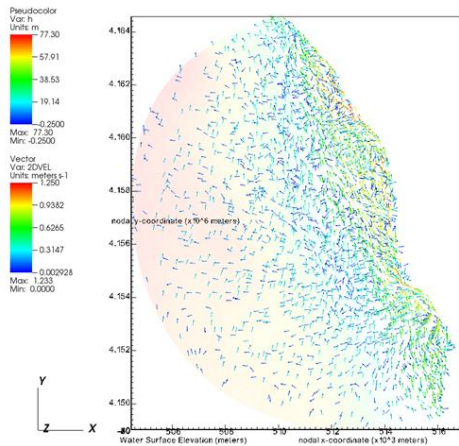 Pseudocolor
Var: h
Units: m
77.30
57.91
38.53
19.14
-0.2500
Max: 77.30
Min: -0.2500
Vector
Var: 2DVEL
Units: meters s-1
1.250
0.9382
0.6265
0.3147
0.002928
Max: 1.233
Min: 0.0000
4.164
4.162
4.160
4.158
nodal y-coordinate (x10^6 meters)
4.156
4.154
4.152
4.150
506
508
510
512
514
516
Water Surface Elevation (meters)
nodal x-coordinate (x10^3 meters)
Y
Z
X